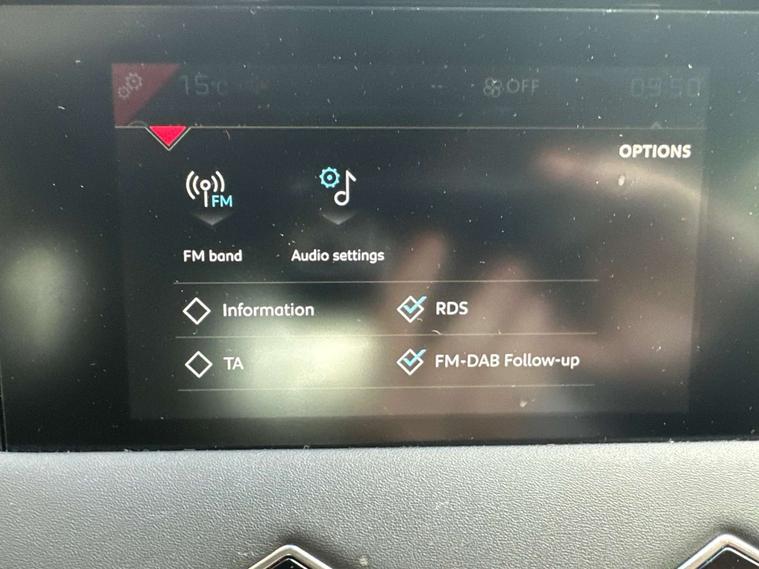 15°C -- OFF 09:50
OPTIONS
FM
FM band Audio settings
Information RDS
TA FM-DAB Follow-up